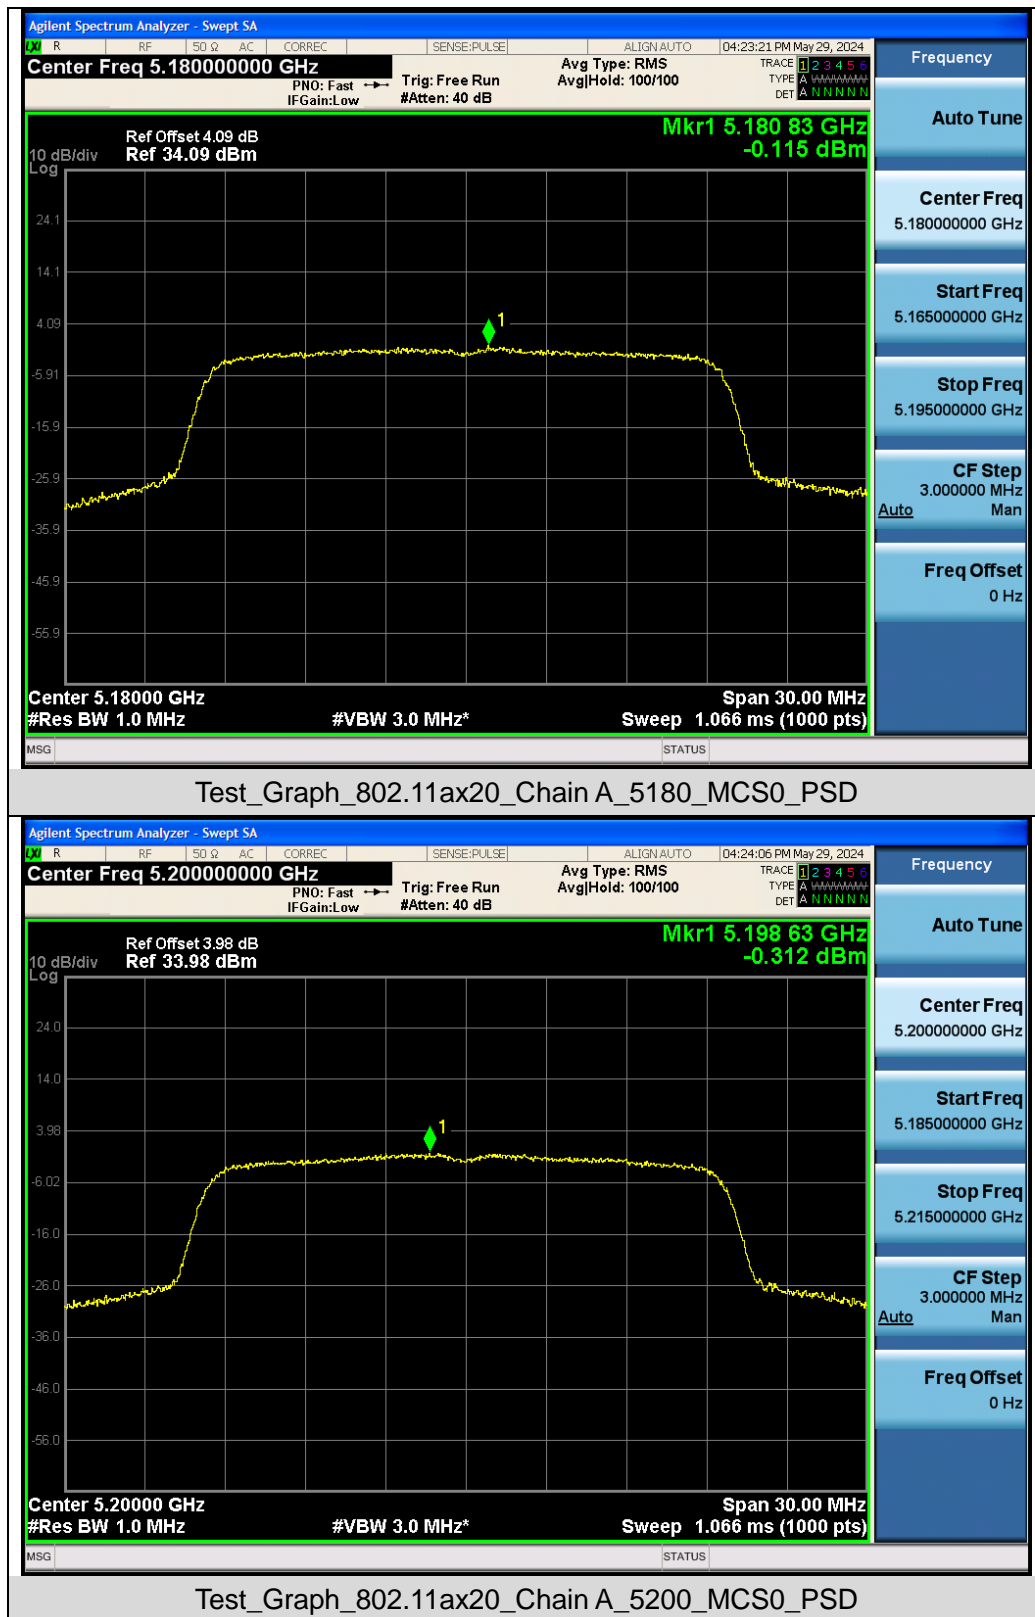 Agilent Spectrum Analyzer - Swept SA
LXI R RF 50 Ω AC CORREC SENSE:PULSE ALIGN AUTO 04:23:21 PM May 29, 2024
Center Freq 5.180000000 GHz
PNO: Fast
IFGain:Low
Trig: Free Run
#Atten: 40 dB
Avg Type: RMS
Avg|Hold: 100/100
TRACE 1 2 3 4 5 6
TYPE A WWWWW
DET A N N N N N
Frequency
Auto Tune
Center Freq
5.180000000 GHz
Start Freq
5.165000000 GHz
Stop Freq
5.195000000 GHz
CF Step
3.000000 MHz
Auto Man
Freq Offset
0 Hz
Mkr1 5.180 83 GHz
-0.115 dBm
Ref Offset 4.09 dB
10 dB/div Ref 34.09 dBm
Log
24.1
14.1
4.09
-5.91
-15.9
-25.9
-35.9
-45.9
-55.9
1
Center 5.18000 GHz Span 30.00 MHz
#Res BW 1.0 MHz #VBW 3.0 MHz* Sweep 1.066 ms (1000 pts)
MSG STATUS
Test_Graph_802.11ax20_Chain A_5180_MCS0_PSD
Agilent Spectrum Analyzer - Swept SA
LXI R RF 50 Ω AC CORREC SENSE:PULSE ALIGN AUTO 04:24:06 PM May 29, 2024
Center Freq 5.200000000 GHz
PNO: Fast
IFGain:Low
Trig: Free Run
#Atten: 40 dB
Avg Type: RMS
Avg|Hold: 100/100
TRACE 1 2 3 4 5 6
TYPE A WWWWW
DET A N N N N N
Frequency
Auto Tune
Center Freq
5.200000000 GHz
Start Freq
5.185000000 GHz
Stop Freq
5.215000000 GHz
CF Step
3.000000 MHz
Auto Man
Freq Offset
0 Hz
Mkr1 5.198 63 GHz
-0.312 dBm
Ref Offset 3.98 dB
10 dB/div Ref 33.98 dBm
Log
24.0
14.0
3.98
-6.02
-16.0
-26.0
-36.0
-46.0
-56.0
1
Center 5.20000 GHz Span 30.00 MHz
#Res BW 1.0 MHz #VBW 3.0 MHz* Sweep 1.066 ms (1000 pts)
MSG STATUS
Test_Graph_802.11ax20_Chain A_5200_MCS0_PSD